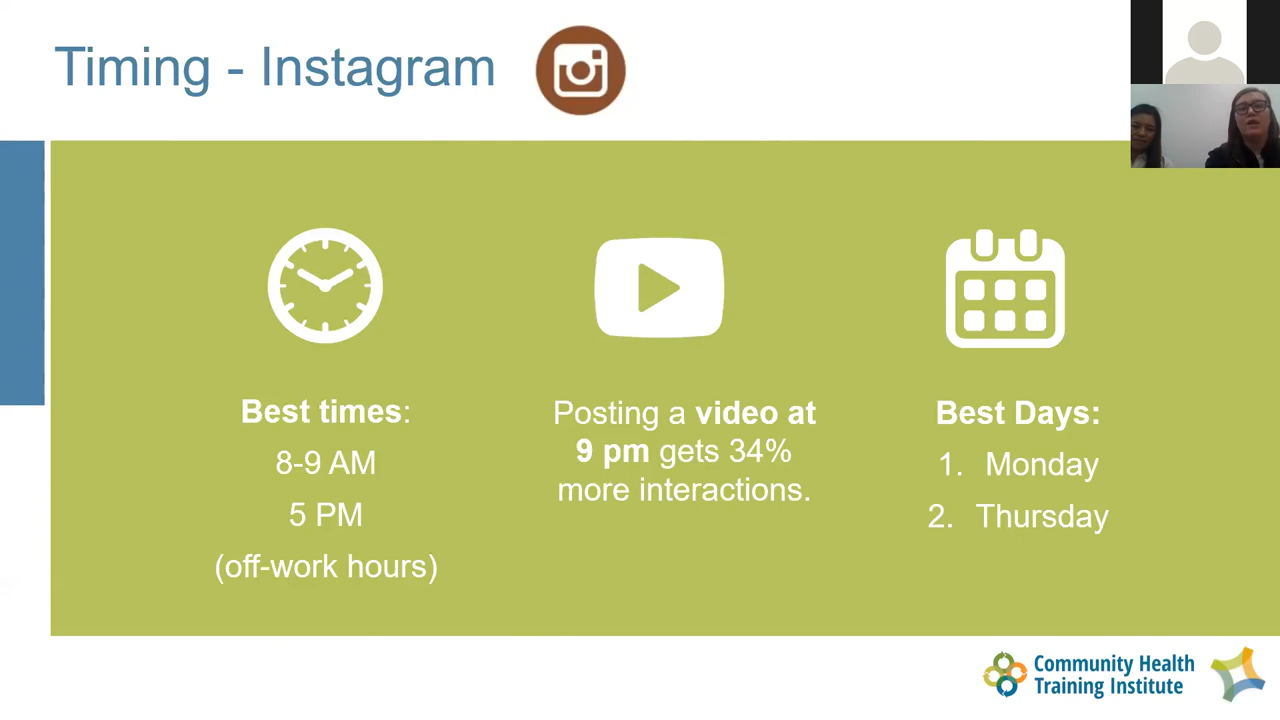 Timing - Instagram
Best times:
8-9 AM
5 PM
(off-work hours)
Posting a video at
9 pm gets 34%
more interactions.
Best Days:
1. Monday
2. Thursday
Community Health
Training Institute